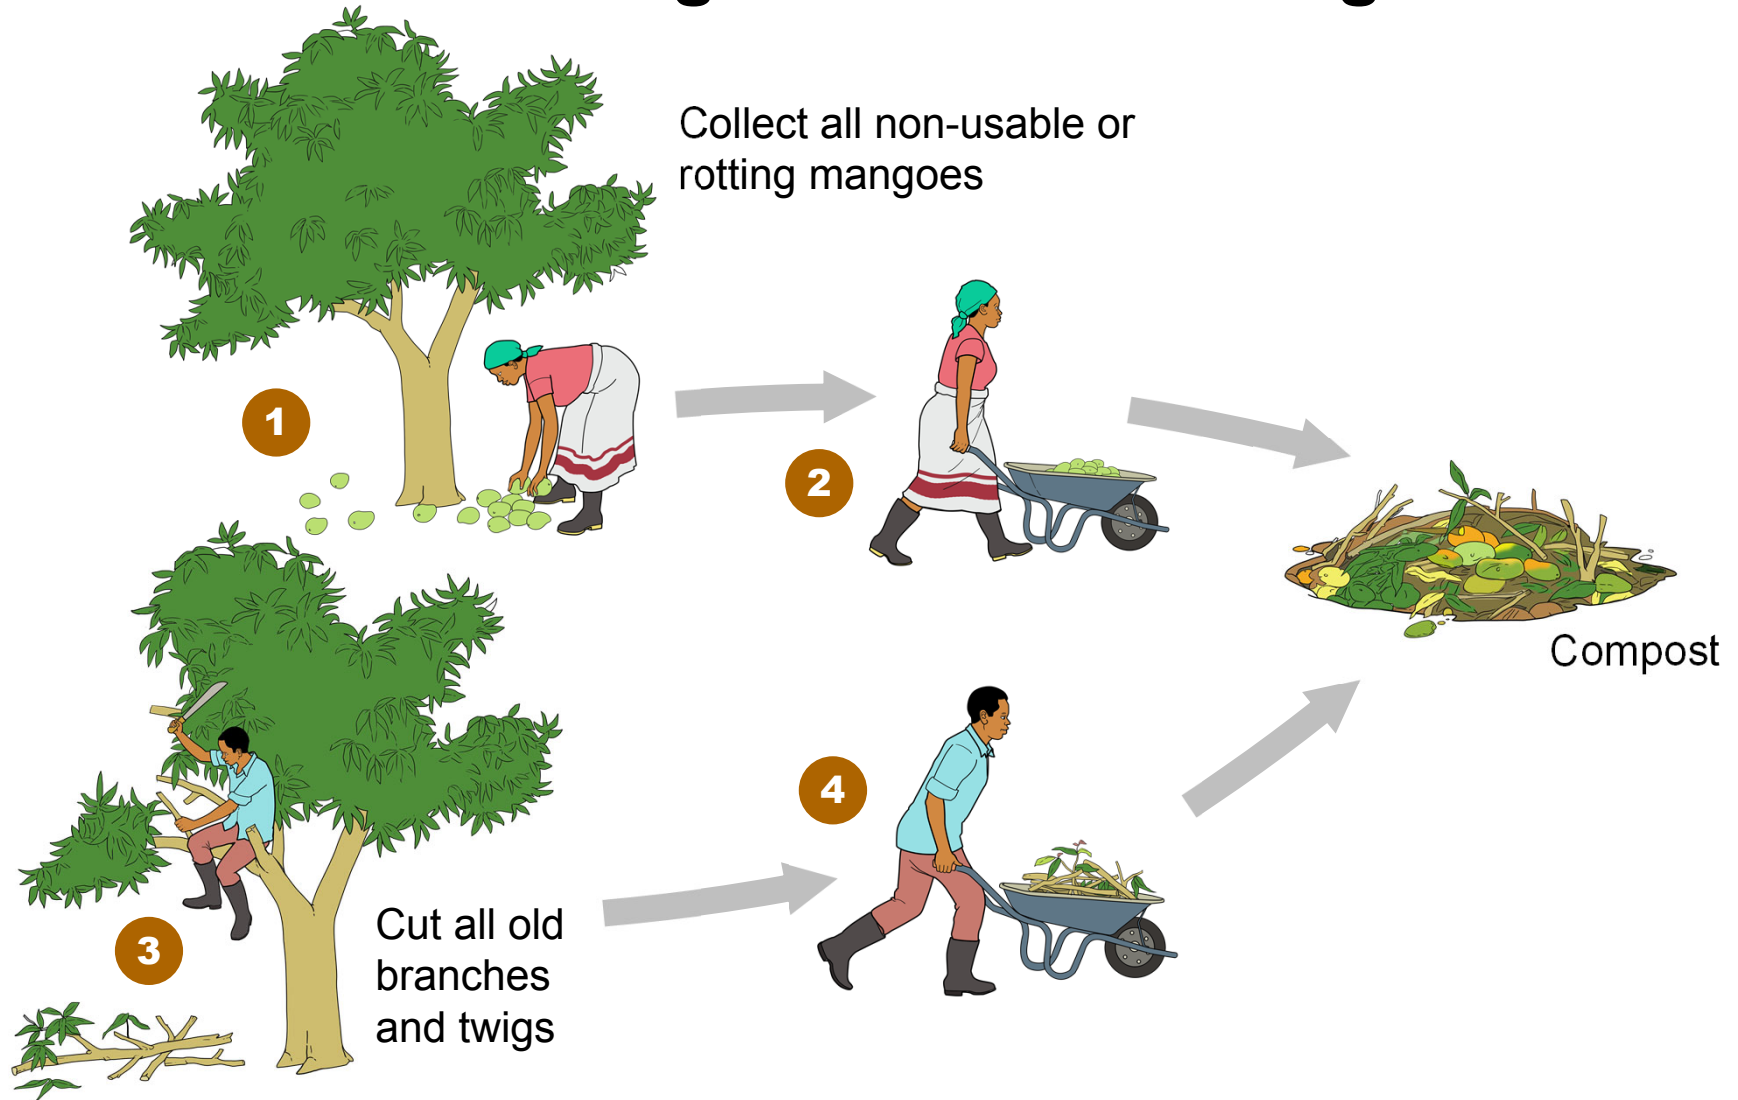 Collect all non-usable or
rotting mangoes
1
2
Compost
4
3
Cut all old
branches
and twigs